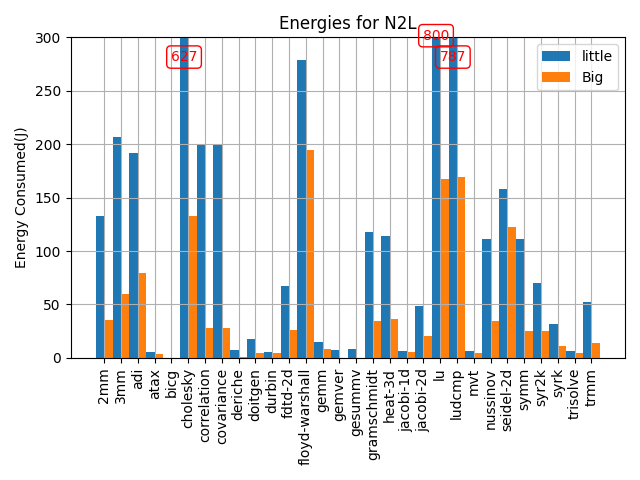 Energies for N2L
Energy Consumed(J)
300
250
200
150
100
50
0
627
800
little
Big
2mm
3mm
adi
atax
bicg
cholesky
correlation
covariance
deriche
doitgen
durbin
fdtd-2d
floyd-warshall
gemm
gemver
gesummv
gramschmidt
heat-3d
jacobi-1d
jacobi-2d
lu
ludcmp
mvt
nussinov
seidel-2d
symm
syr2k
syrk
trisolve
trmm